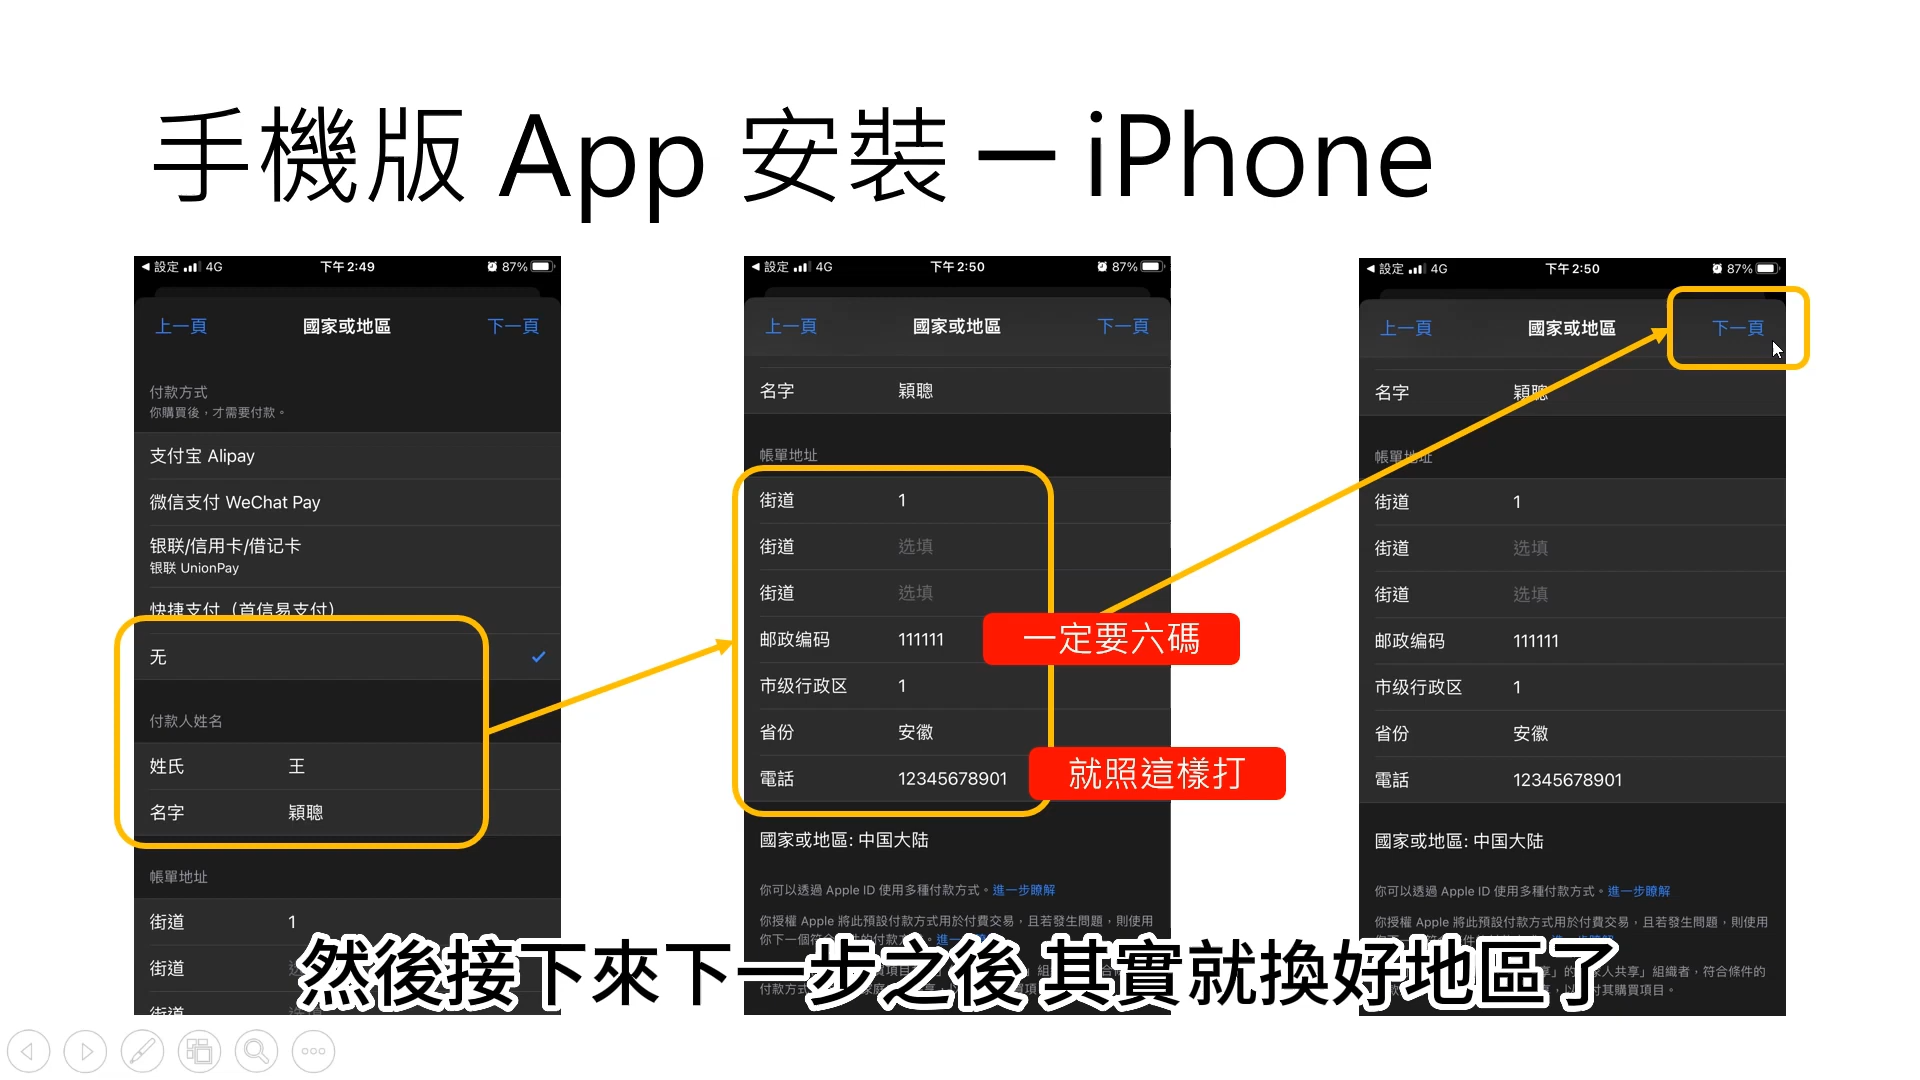 手機版 App 安裝 － iPhone
設定 4G 下午 2:49 87%
上一頁 國家或地區 下一頁
付款方式
你購買後，才需要付款。
支付宝 Alipay
微信支付 WeChat Pay
银联/信用卡/借记卡
银联 UnionPay
快捷支付（首信易支付）
无
付款人姓名
姓氏 王
名字 穎聰
帳單地址
街道 1
街道
街道
設定 4G 下午 2:50 87%
上一頁 國家或地區 下一頁
名字 穎聰
帳單地址
街道 1
街道 选填
街道 选填
邮政编码 111111
一定要六碼
市级行政区 1
省份 安徽
電話 12345678901
就照這樣打
國家或地區: 中国大陆
你可以透過 Apple ID 使用多種付款方式。進一步瞭解
你授權 Apple 將此預設付款方式用於付費交易，且若發生問題，則使用
設定 4G 下午 2:50 87%
上一頁 國家或地區 下一頁
名字 穎聰
帳單地址
街道 1
街道 选填
街道 选填
邮政编码 111111
市级行政区 1
省份 安徽
電話 12345678901
國家或地區: 中国大陆
你可以透過 Apple ID 使用多種付款方式。進一步瞭解
你授權 Apple 將此預設付款方式用於付費交易，且若發生問題，則使用
然後接下來下一步之後 其實就換好地區了